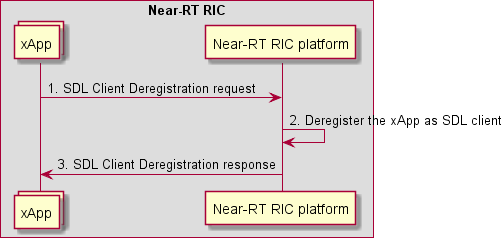 Near-RT RIC
xApp
Near-RT RIC platform
1. SDL Client Deregistration request
2. Deregister the xApp as SDL client
3. SDL Client Deregistration response
xApp
Near-RT RIC platform